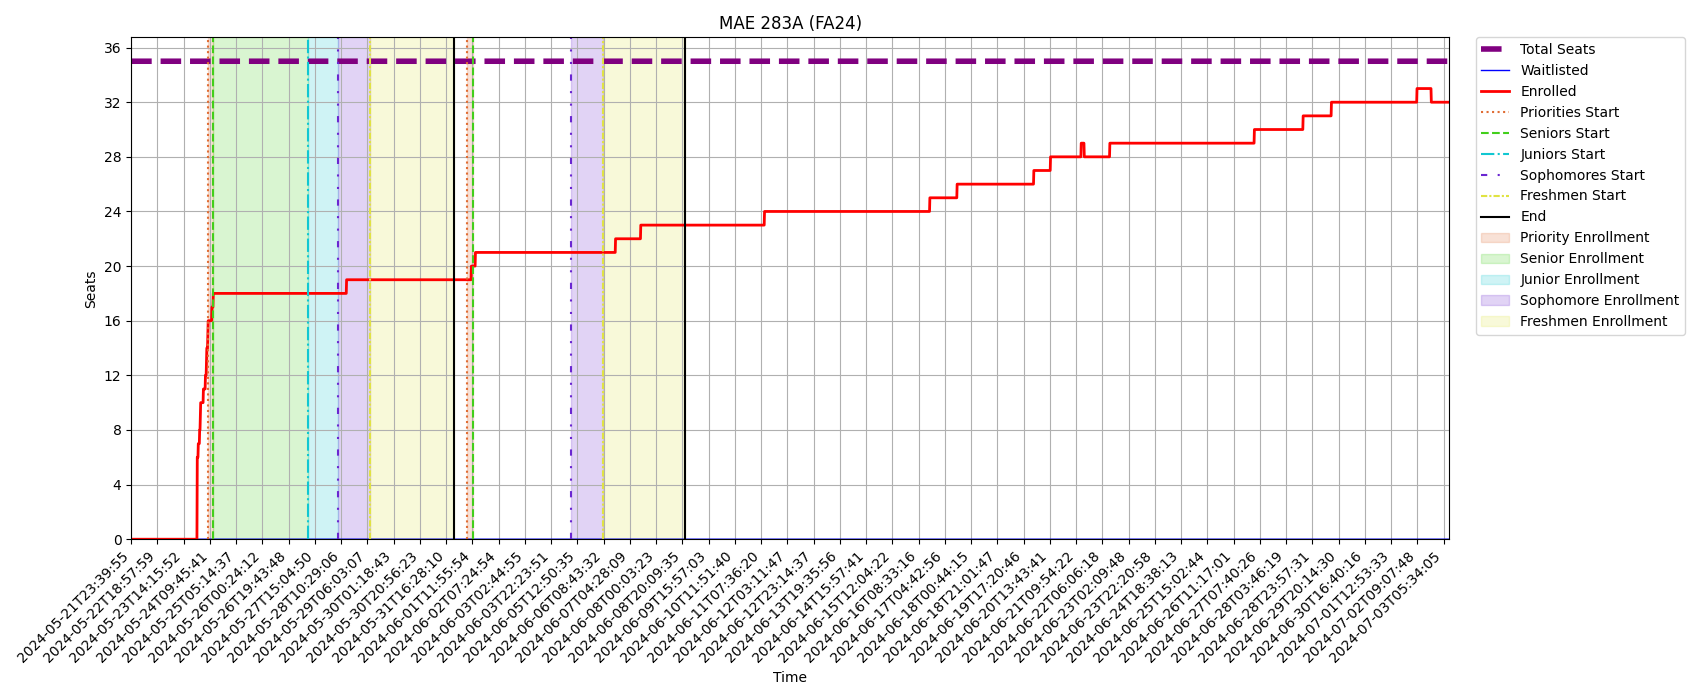 MAE 283A (FA24)
Total Seats
Waitlisted
Enrolled
Priorities Start
Seniors Start
Juniors Start
Sophomores Start
Freshmen Start
End
Priority Enrollment
Senior Enrollment
Junior Enrollment
Sophomore Enrollment
Freshmen Enrollment
Seats
36
32
28
24
20
16
12
8
4
0
2024-05-21T23:39:55
2024-05-22T18:57:59
2024-05-23T14:15:52
2024-05-24T09:45:41
2024-05-25T05:14:37
2024-05-26T00:24:12
2024-05-26T19:43:48
2024-05-27T15:04:50
2024-05-28T10:29:06
2024-05-29T06:03:07
2024-05-30T01:18:43
2024-05-30T20:56:23
2024-05-31T16:28:10
2024-06-01T11:55:54
2024-06-02T07:24:54
2024-06-03T02:44:55
2024-06-03T22:23:51
2024-06-05T12:50:35
2024-06-06T08:43:32
2024-06-07T04:28:09
2024-06-08T00:03:23
2024-06-08T20:09:35
2024-06-09T15:57:03
2024-06-10T11:51:40
2024-06-11T07:36:20
2024-06-12T03:11:47
2024-06-12T23:14:37
2024-06-13T19:35:56
2024-06-14T15:57:41
2024-06-15T12:04:22
2024-06-16T08:33:16
2024-06-17T04:42:56
2024-06-18T00:44:15
2024-06-18T21:01:47
2024-06-19T17:20:46
2024-06-20T13:43:41
2024-06-21T09:54:22
2024-06-22T06:06:18
2024-06-23T02:09:48
2024-06-23T22:20:58
2024-06-24T18:38:13
2024-06-25T15:02:44
2024-06-26T11:17:01
2024-06-27T07:40:26
2024-06-28T03:46:19
2024-06-28T23:57:31
2024-06-29T20:14:30
2024-06-30T16:40:16
2024-07-01T12:53:33
2024-07-02T09:07:48
2024-07-03T05:34:05
Time